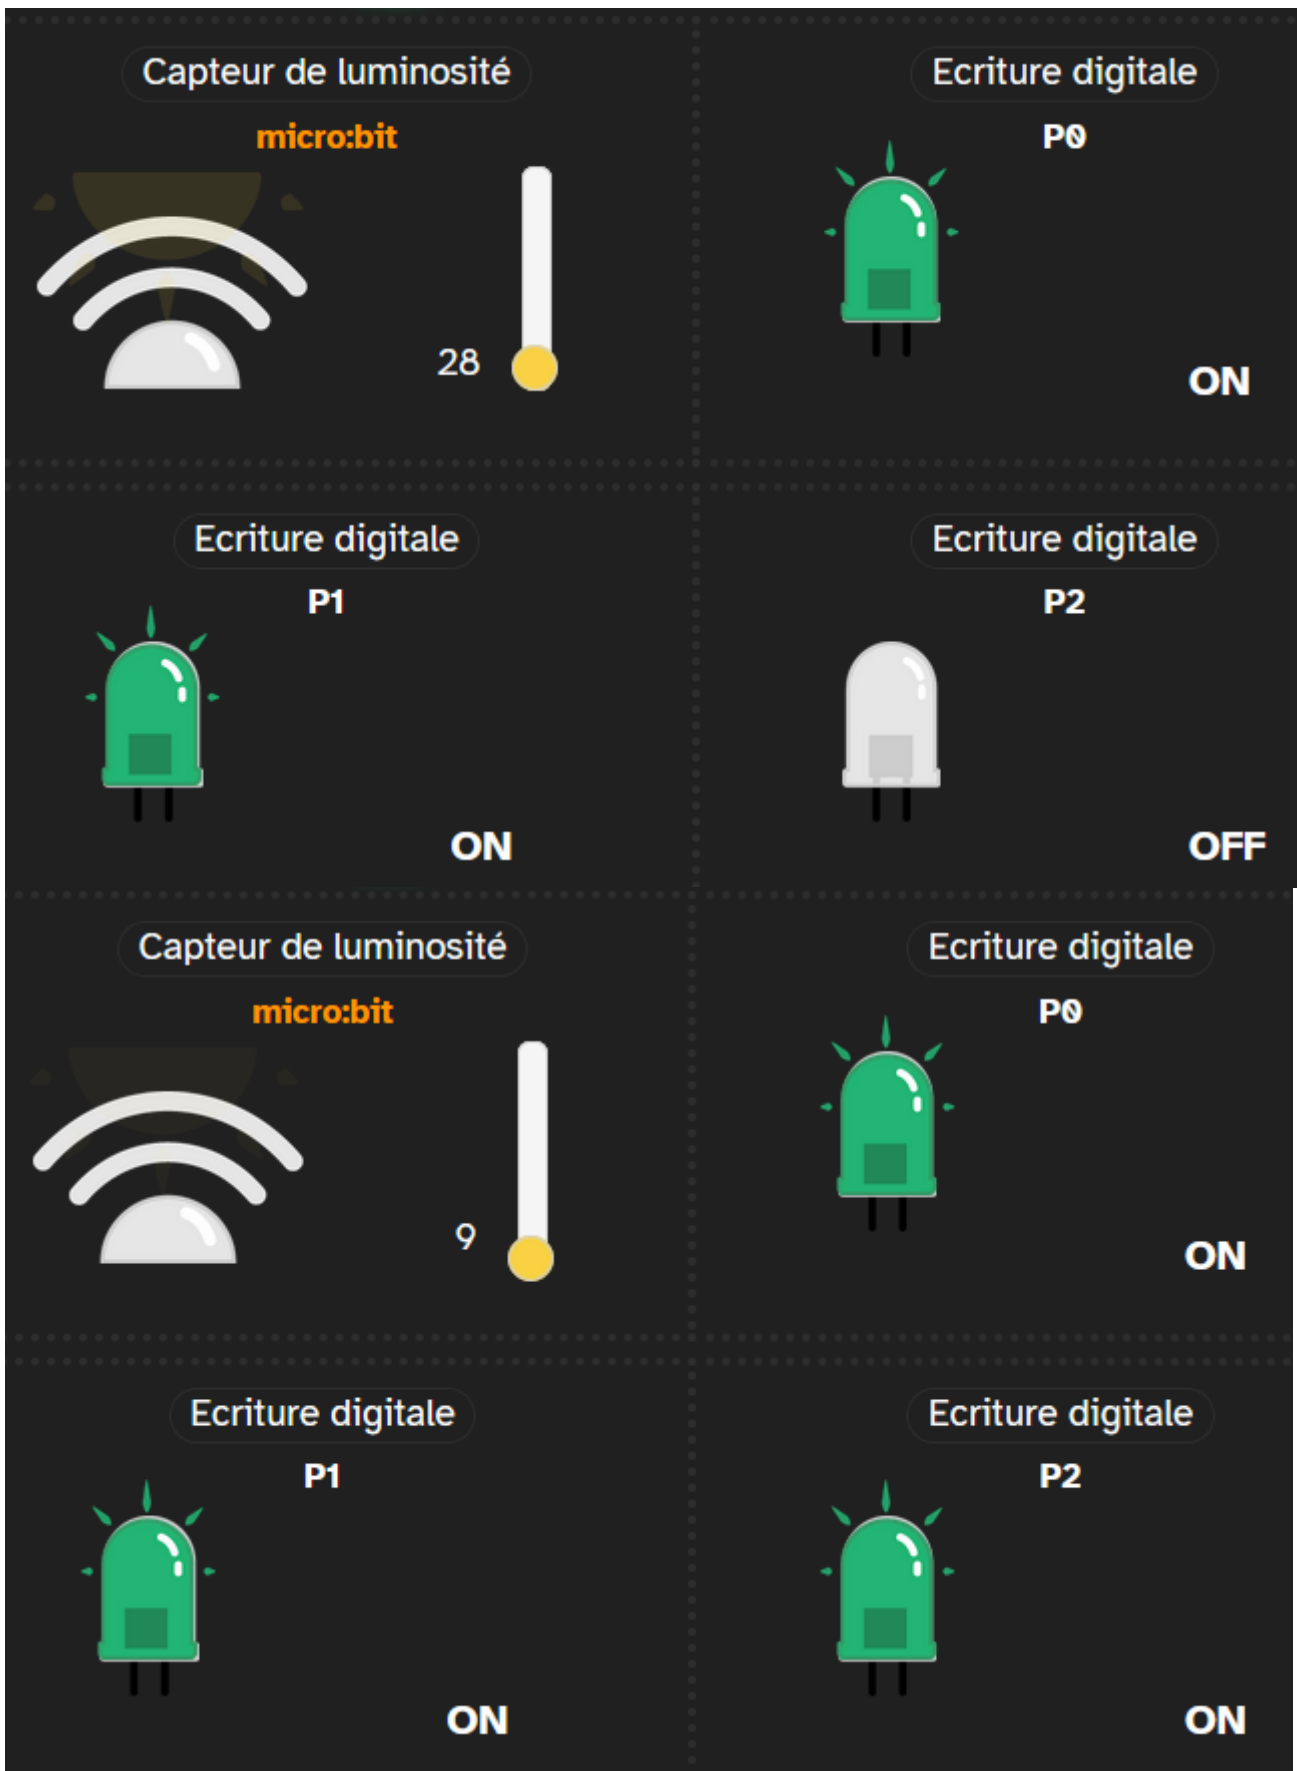 Capteur de luminosité
micro:bit
28
Ecriture digitale
P0
ON
Ecriture digitale
P1
ON
Ecriture digitale
P2
OFF
Capteur de luminosité
micro:bit
9
Ecriture digitale
P0
ON
Ecriture digitale
P1
ON
Ecriture digitale
P2
ON